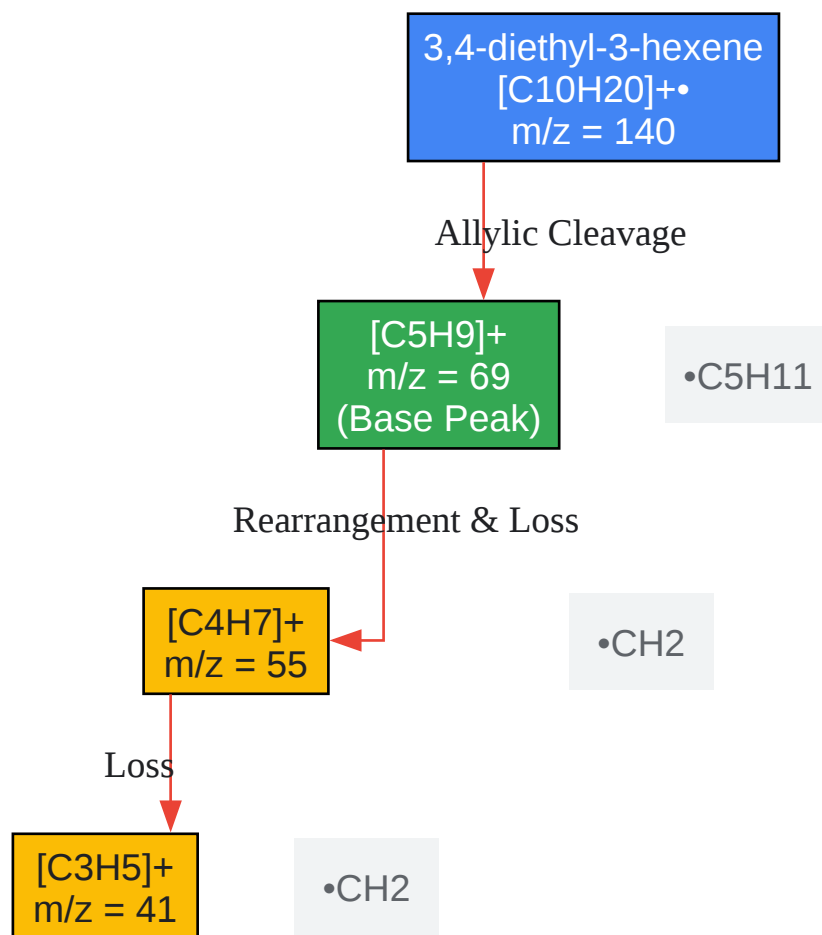 3,4-diethyl-3-hexene
[C10H20]+•
m/z = 140
Allylic Cleavage
[C5H9]+
m/z = 69
(Base Peak)
•C5H11
Rearrangement & Loss
[C4H7]+
m/z = 55
•CH2
Loss
[C3H5]+
m/z = 41
•CH2